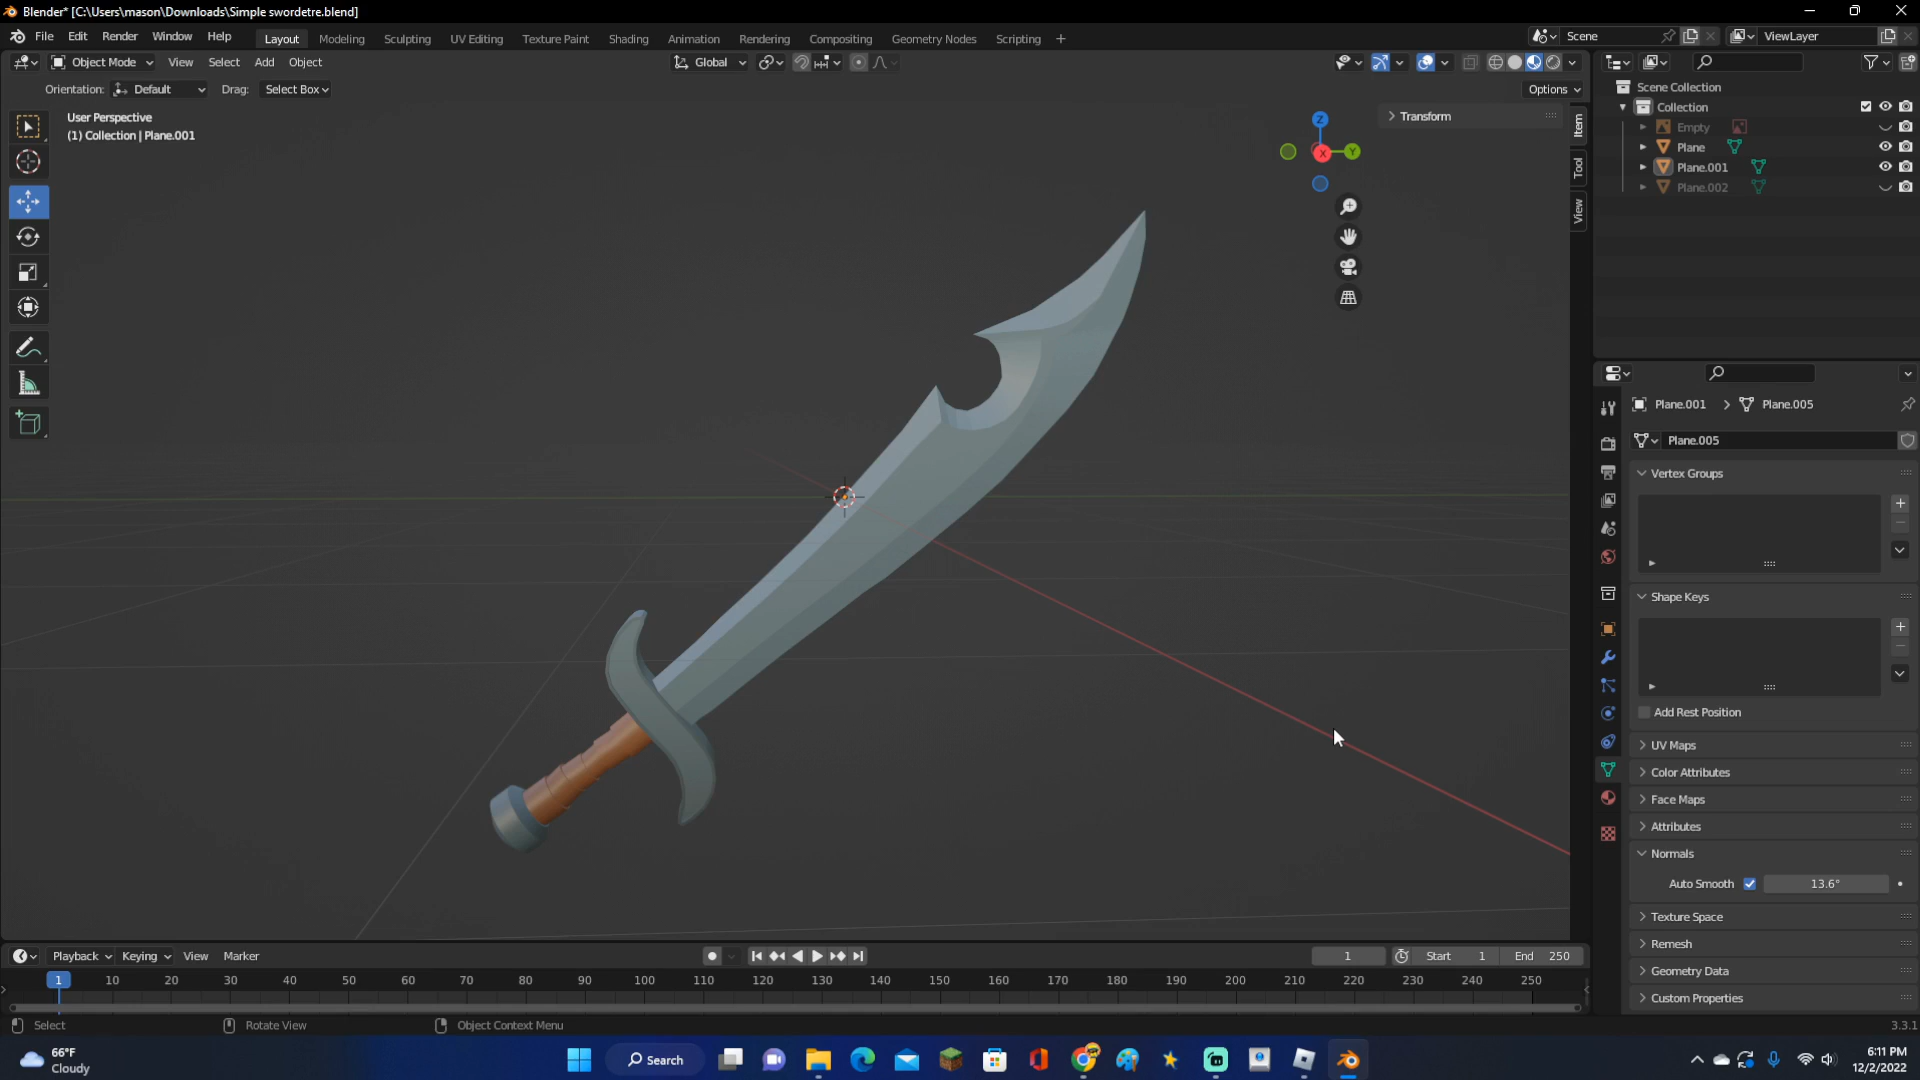 Blender* [C:\Users\mason\Downloads\Simple swordetre.blend]
File Edit Render Window Help Layout Modeling Sculpting UV Editing Texture Paint Shading Animation Rendering Compositing Geometry Nodes Scripting + Scene ViewLayer
Object Mode View Select Add Object Global
Orientation: Default Drag: Select Box Options
User Perspective
(1) Collection | Plane.001
Transform
Z
X
Y
Item
Tool
View
Scene Collection
Collection
Empty
Plane
Plane.001
Plane.002
Plane.001 > Plane.005
Plane.005
Vertex Groups
Shape Keys
Add Rest Position
UV Maps
Color Attributes
Face Maps
Attributes
Normals
Auto Smooth 13.6°
Texture Space
Remesh
Geometry Data
Custom Properties
Playback Keying View Marker 1 Start 1 End 250
1 10 20 30 40 50 60 70 80 90 100 110 120 130 140 150 160 170 180 190 200 210 220 230 240 250
Select Rotate View Object Context Menu 3.3.1
66°F
Cloudy
Search
6:11 PM
12/2/2022